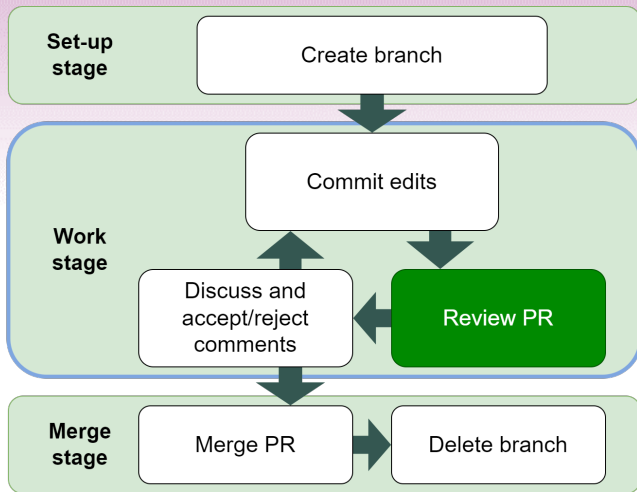 Set-up
stage
Create branch
Commit edits
Work
stage
Discuss and
accept/reject
comments
Review PR
Merge
stage
Merge PR
Delete branch